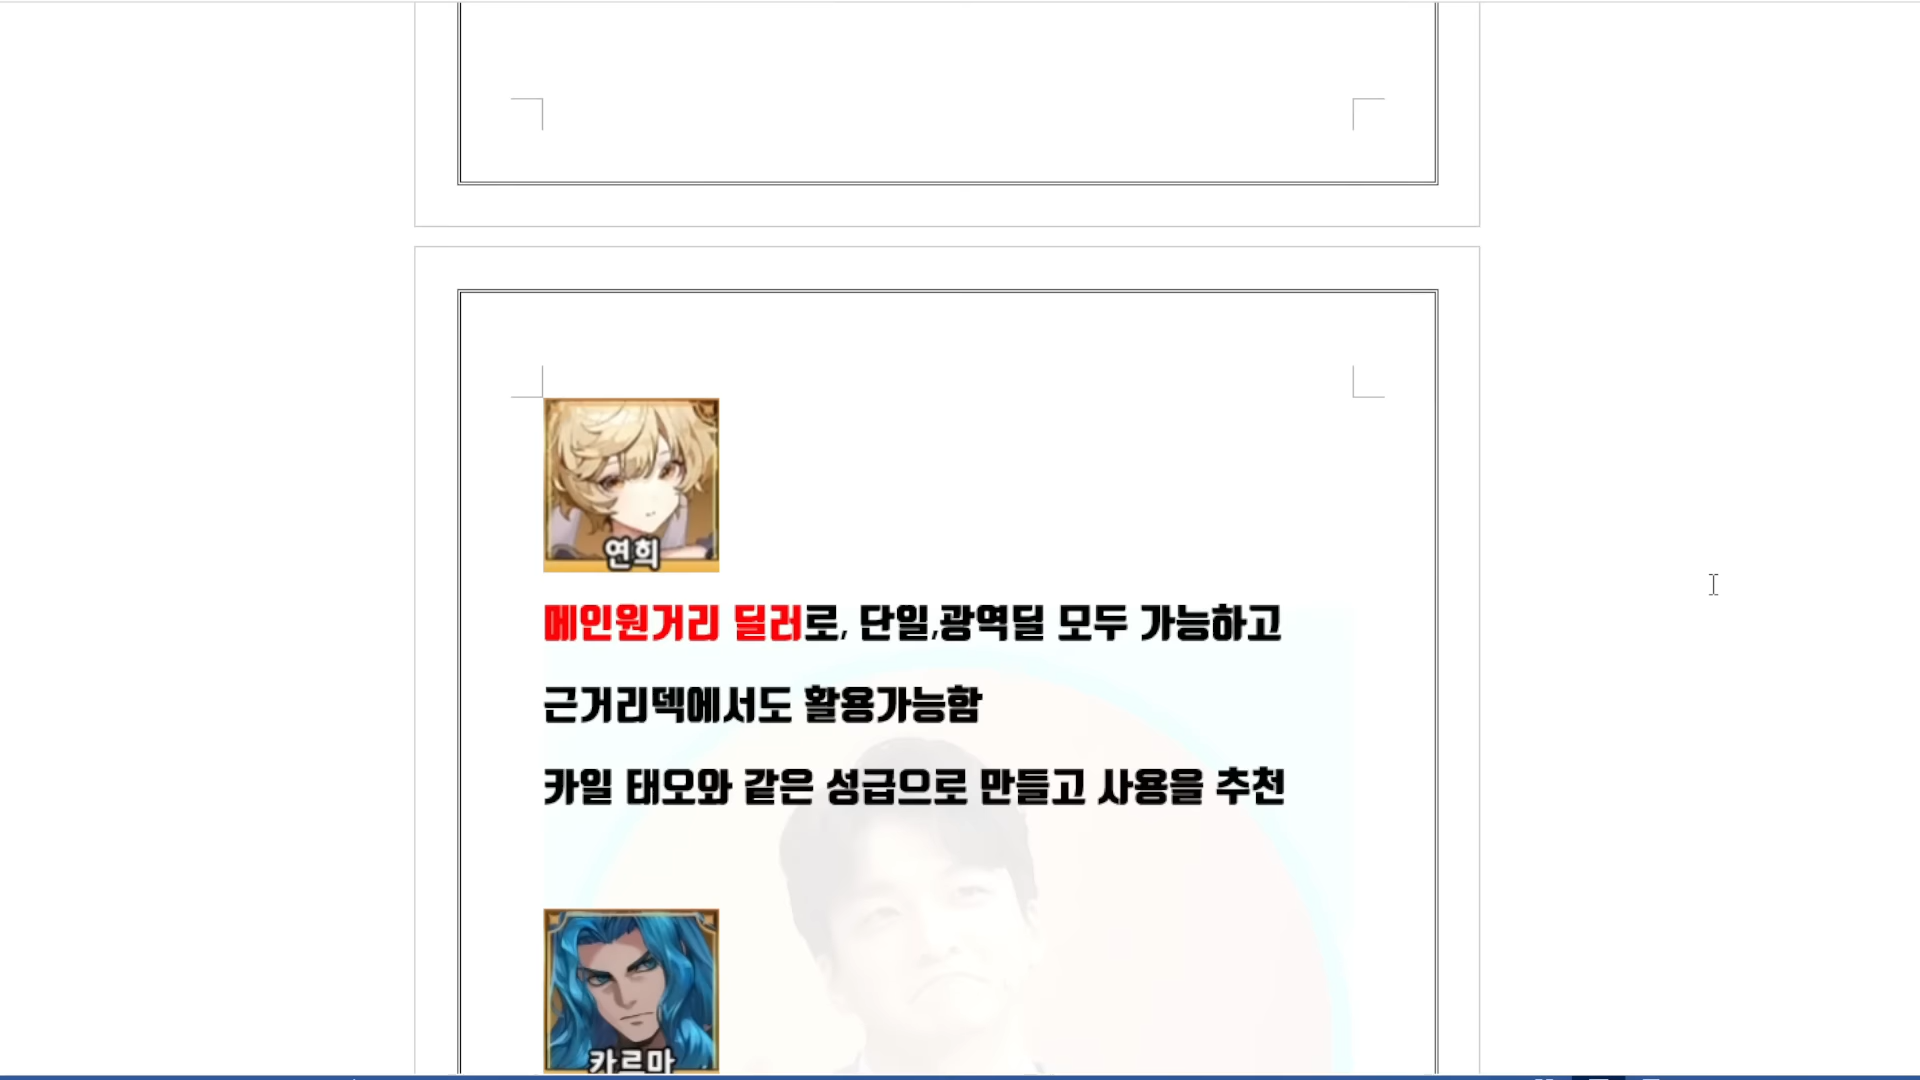 연희
메인원거리 딜러로, 단일,광역딜 모두 가능하고
근거리덱에서도 활용가능함
카일 태오와 같은 성급으로 만들고 사용을 추천
카르마